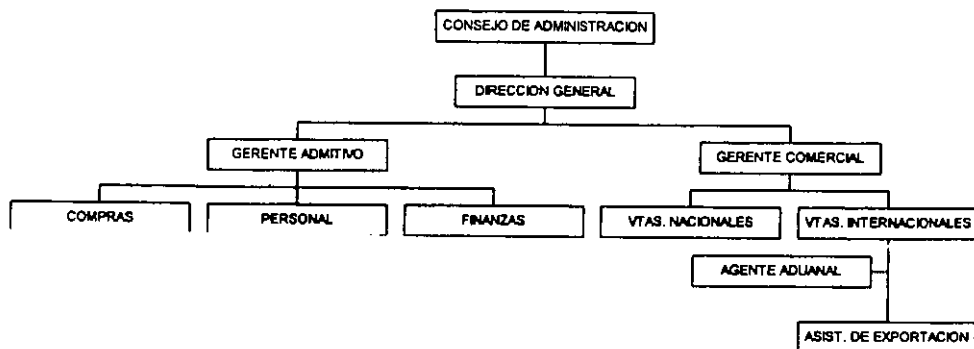 CONSEJO DE ADMINISTRACION
DIRECCION GENERAL
GERENTE ADMITIVO
GERENTE COMERCIAL
COMPRAS
PERSONAL
FINANZAS
VTAS. NACIONALES
VTAS. INTERNACIONALES
AGENTE ADUANAL
ASIST. DE EXPORTACION